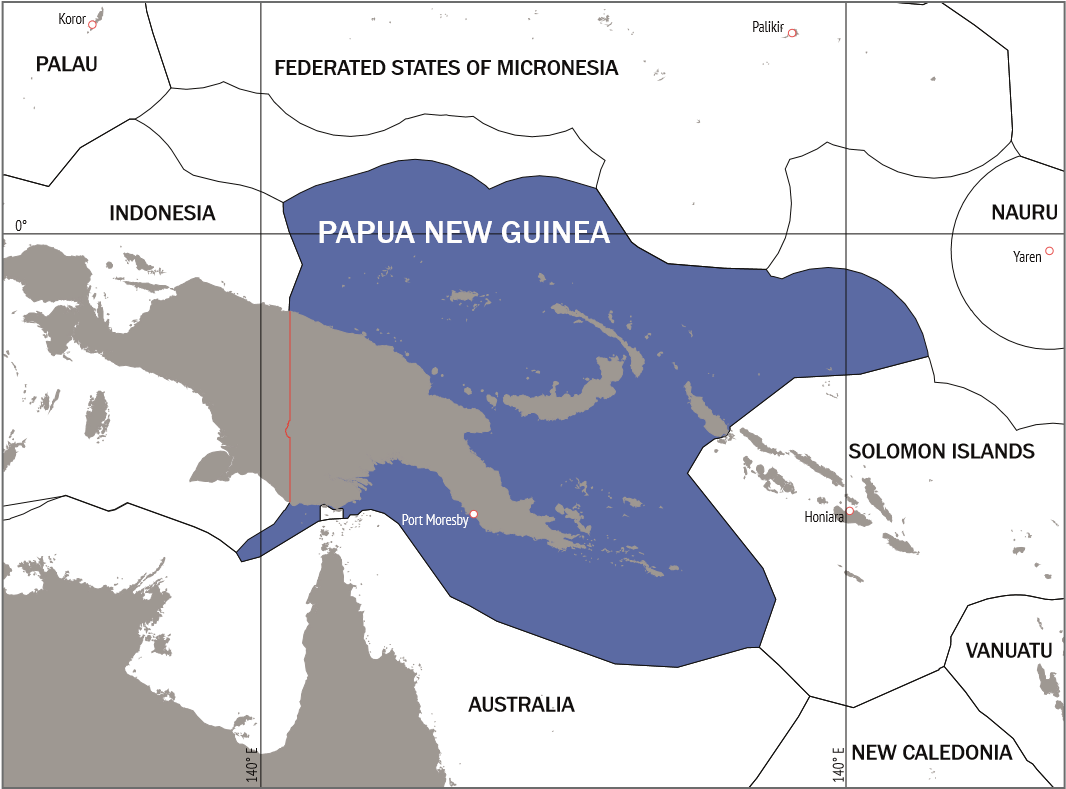 Koror
Palikir
PALAU
FEDERATED STATES OF MICRONESIA
INDONESIA
NAURU
0°
PAPUA NEW GUINEA
Yaren
SOLOMON ISLANDS
Port Moresby
Honiara
VANUATU
AUSTRALIA
NEW CALEDONIA
140° E
140° E